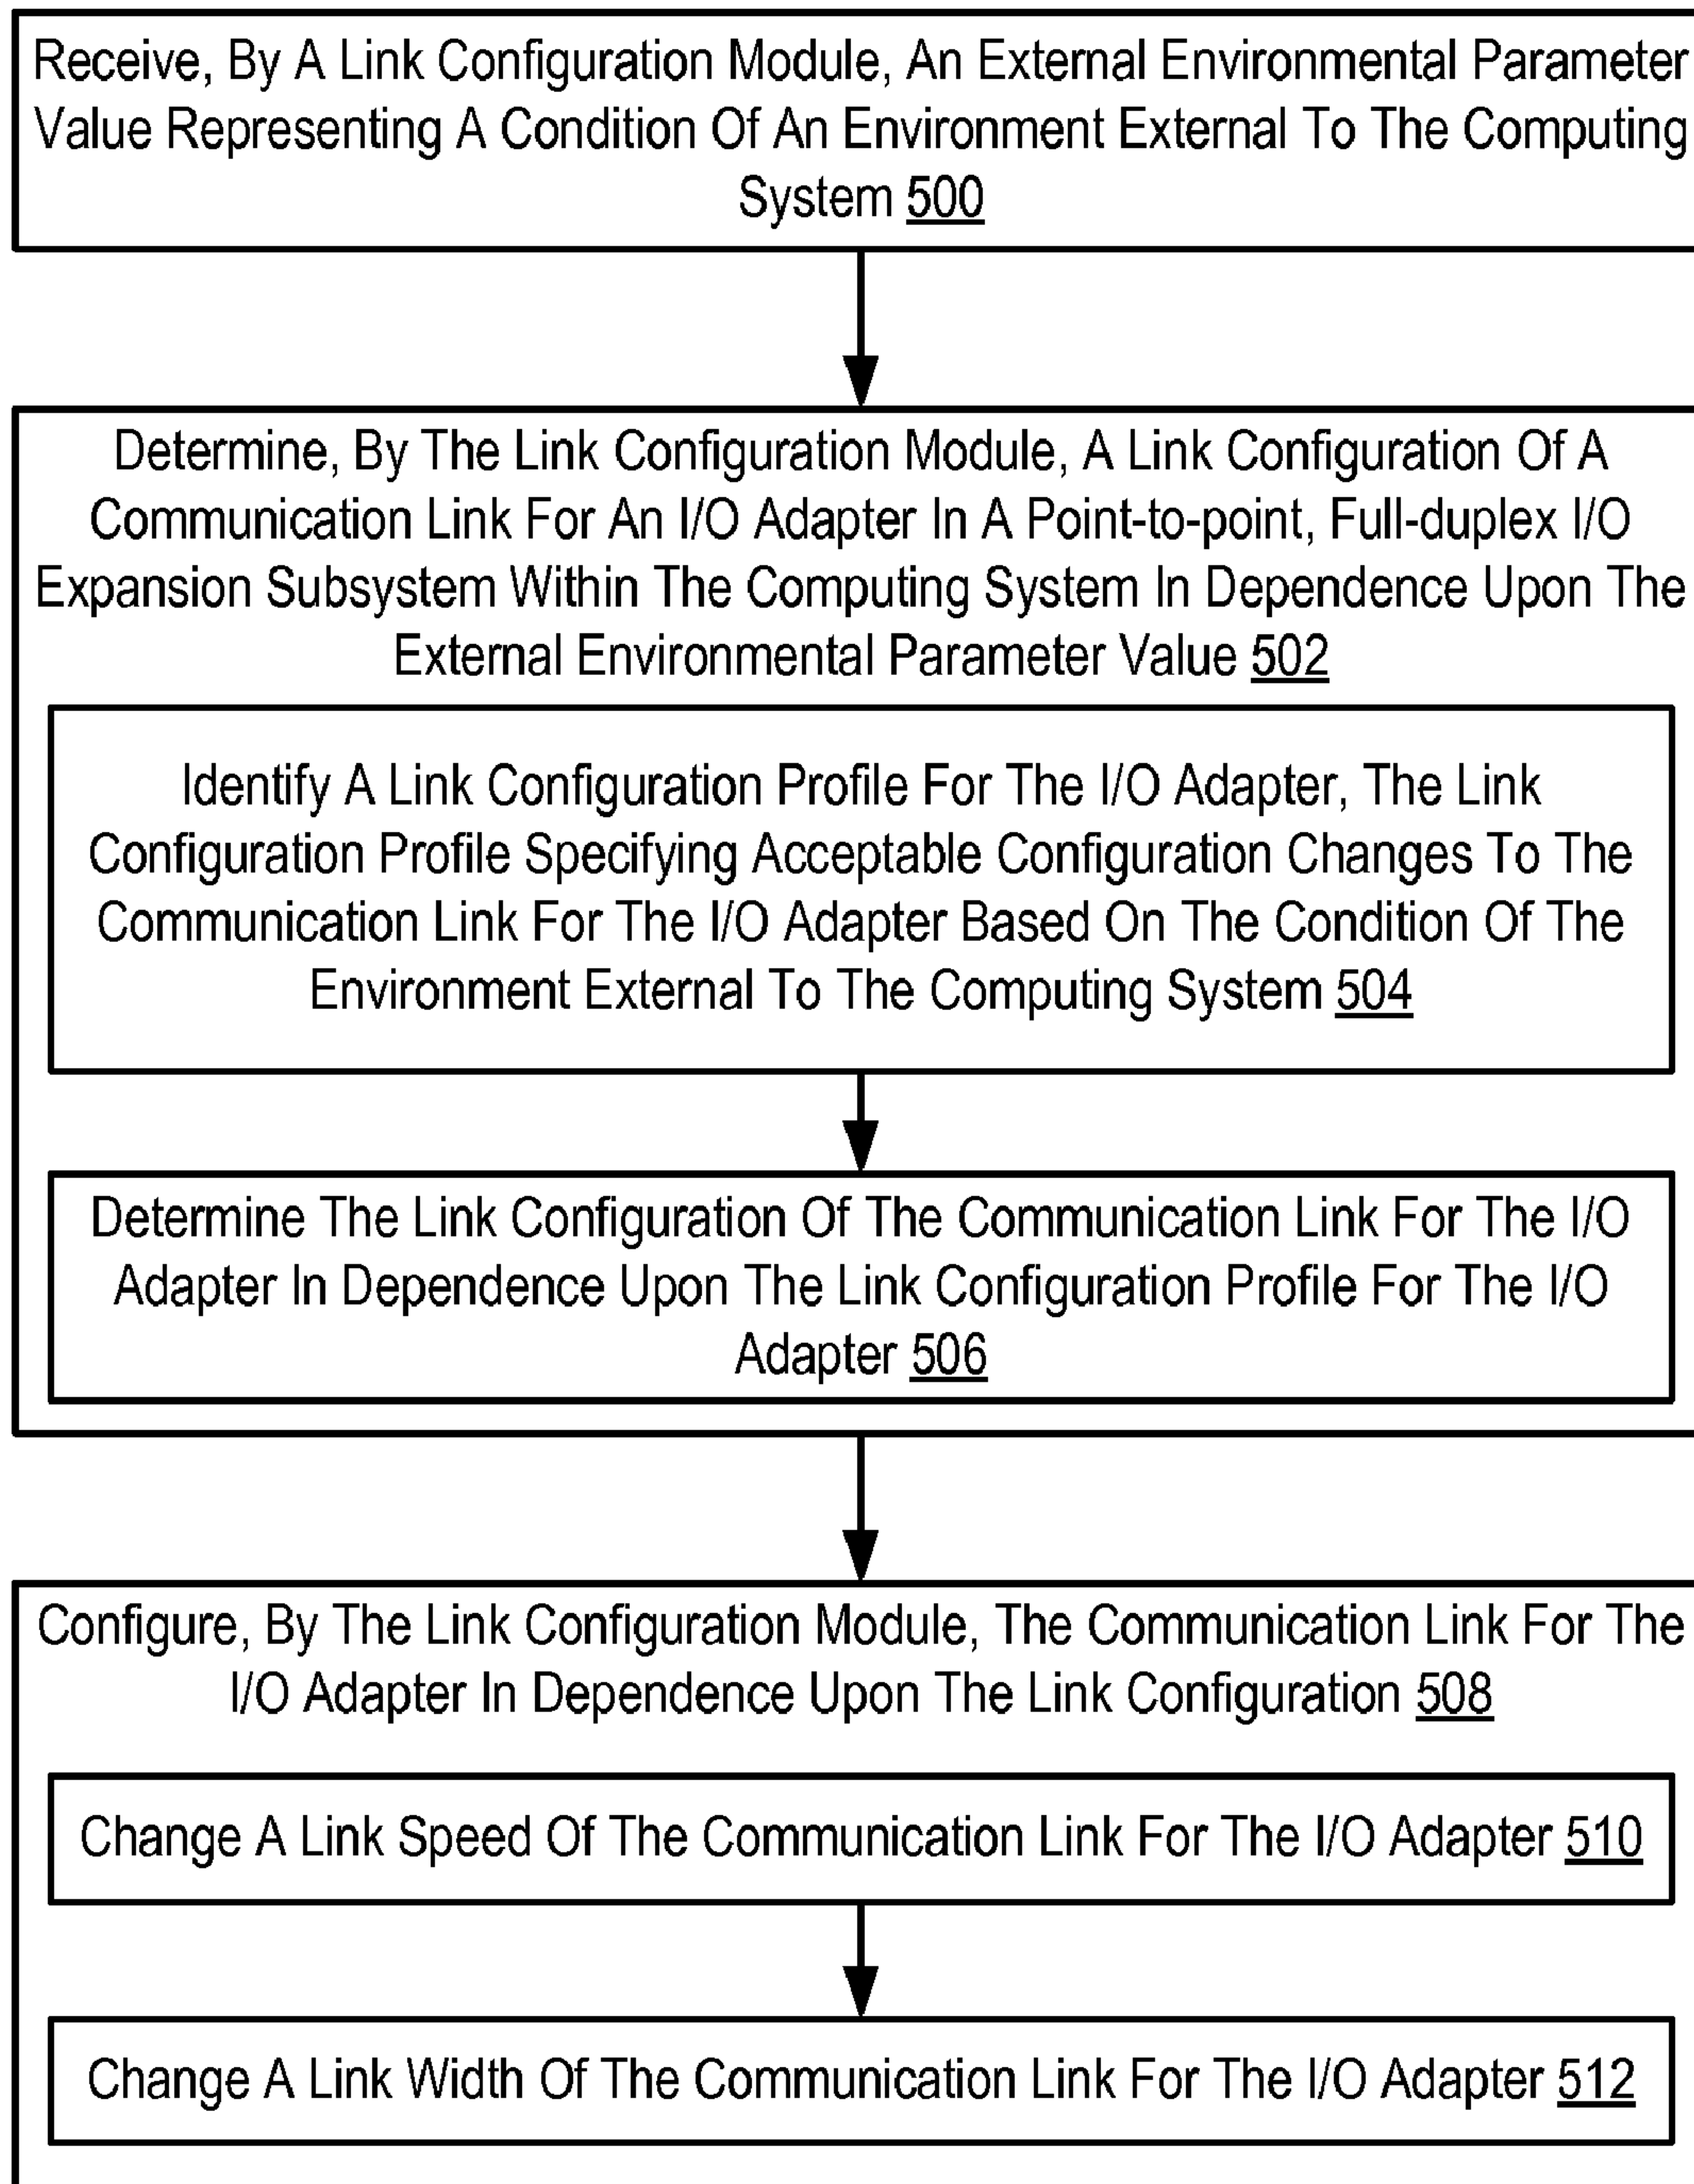 Receive, By A Link Configuration Module, An External Environmental Parameter
Value Representing A Condition Of An Environment External To The Computing
System 500
Determine, By The Link Configuration Module, A Link Configuration Of A
Communication Link For An I/O Adapter In A Point-to-point, Full-duplex I/O
Expansion Subsystem Within The Computing System In Dependence Upon The
External Environmental Parameter Value 502
Identify A Link Configuration Profile For The I/O Adapter, The Link
Configuration Profile Specifying Acceptable Configuration Changes To The
Communication Link For The I/O Adapter Based On The Condition Of The
Environment External To The Computing System 504
Determine The Link Configuration Of The Communication Link For The I/O
Adapter In Dependence Upon The Link Configuration Profile For The I/O
Adapter 506
Configure, By The Link Configuration Module, The Communication Link For The
I/O Adapter In Dependence Upon The Link Configuration 508
Change A Link Speed Of The Communication Link For The I/O Adapter 510
Change A Link Width Of The Communication Link For The I/O Adapter 512